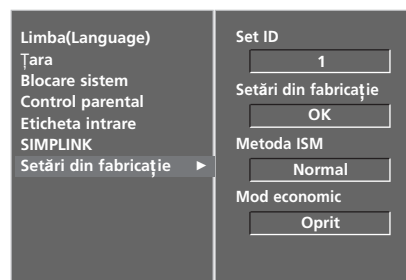 Limba(Language)
Țara
Blocare sistem
Control parental
Eticheta intrare
SIMPLINK
Setări din fabricație ►
Set ID
1
Setări din fabricație
OK
Metoda ISM
Normal
Mod economic
Oprit